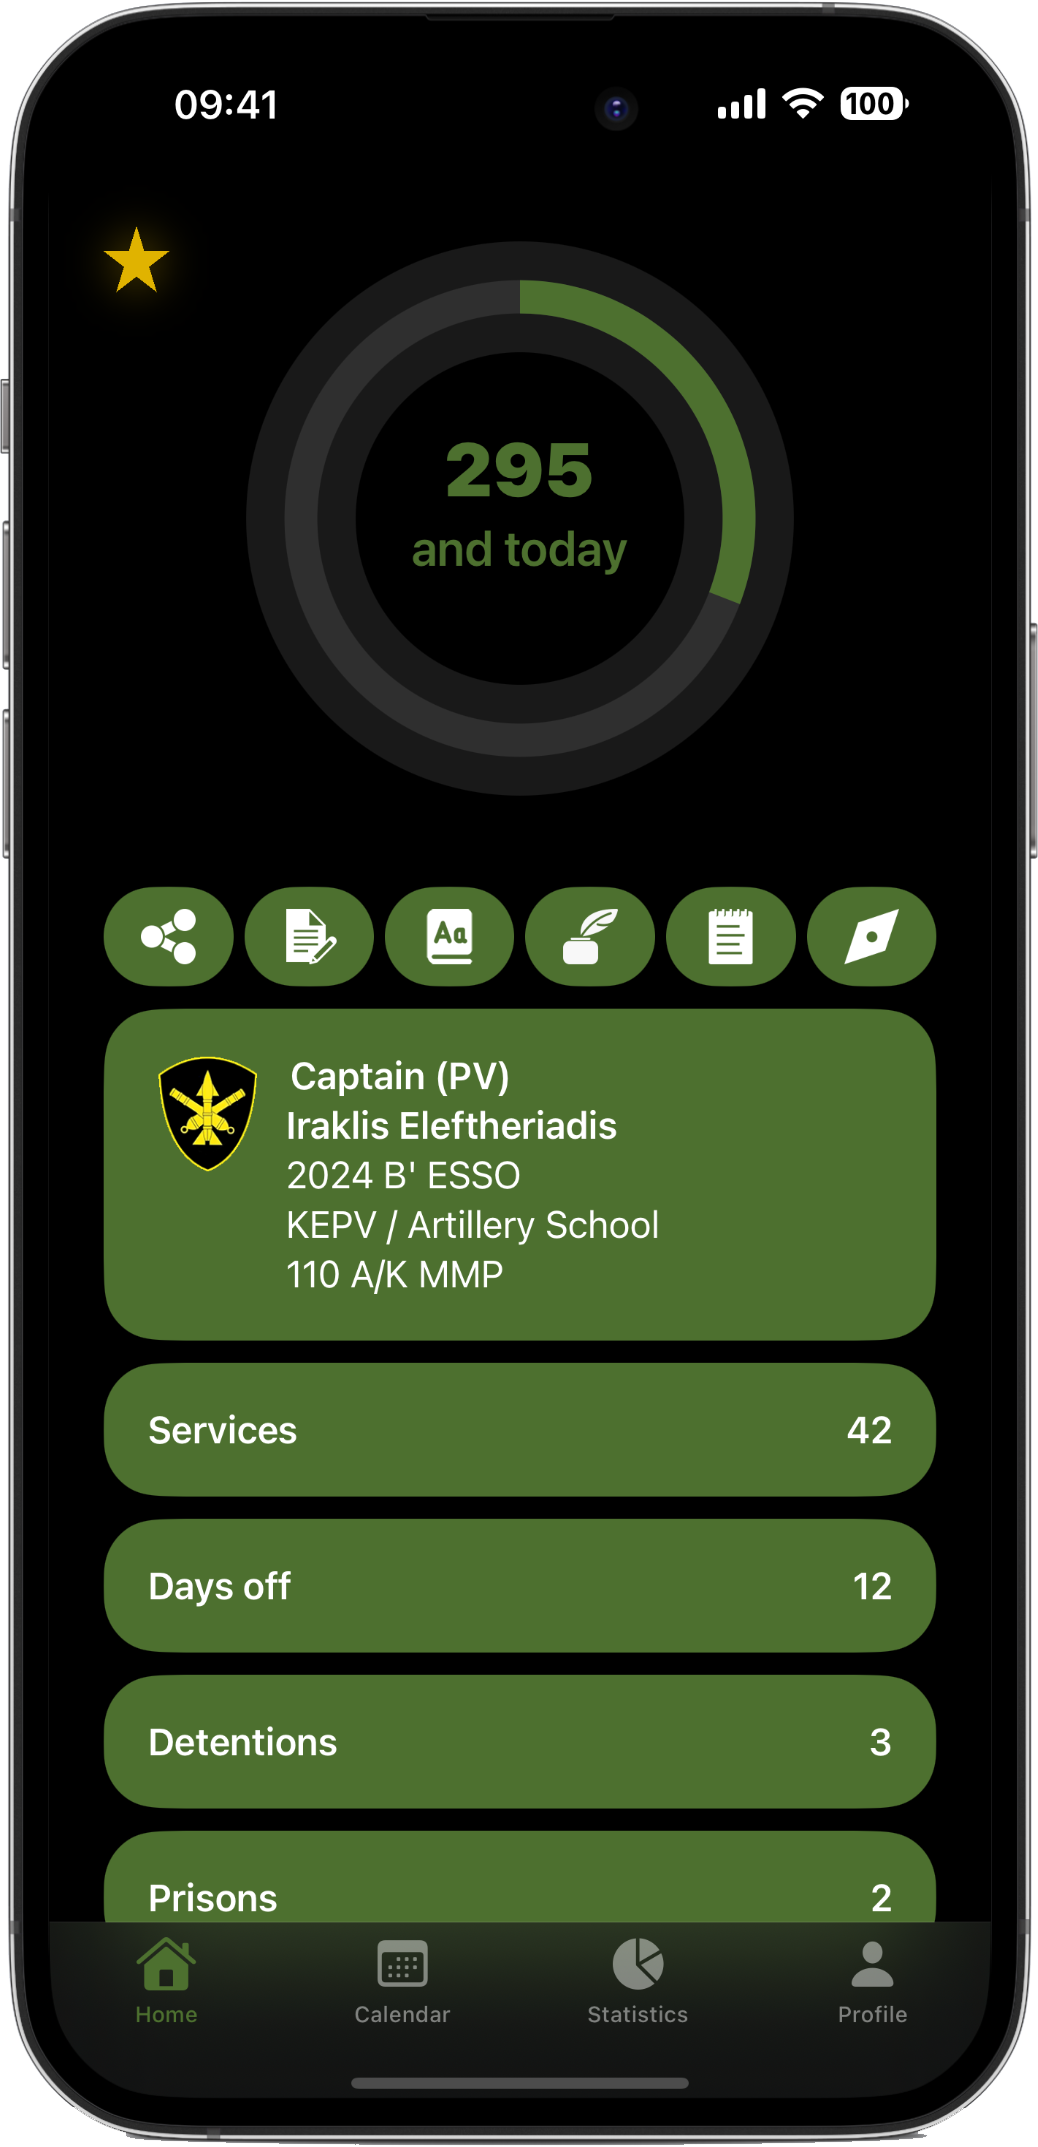 09:41
100
295
and today
Aa
Captain (PV)
Iraklis Eleftheriadis
2024 B' ESSO
KEPV / Artillery School
110 A/K MMP
Services 42
Days off 12
Detentions 3
Prisons 2
Home Calendar Statistics Profile